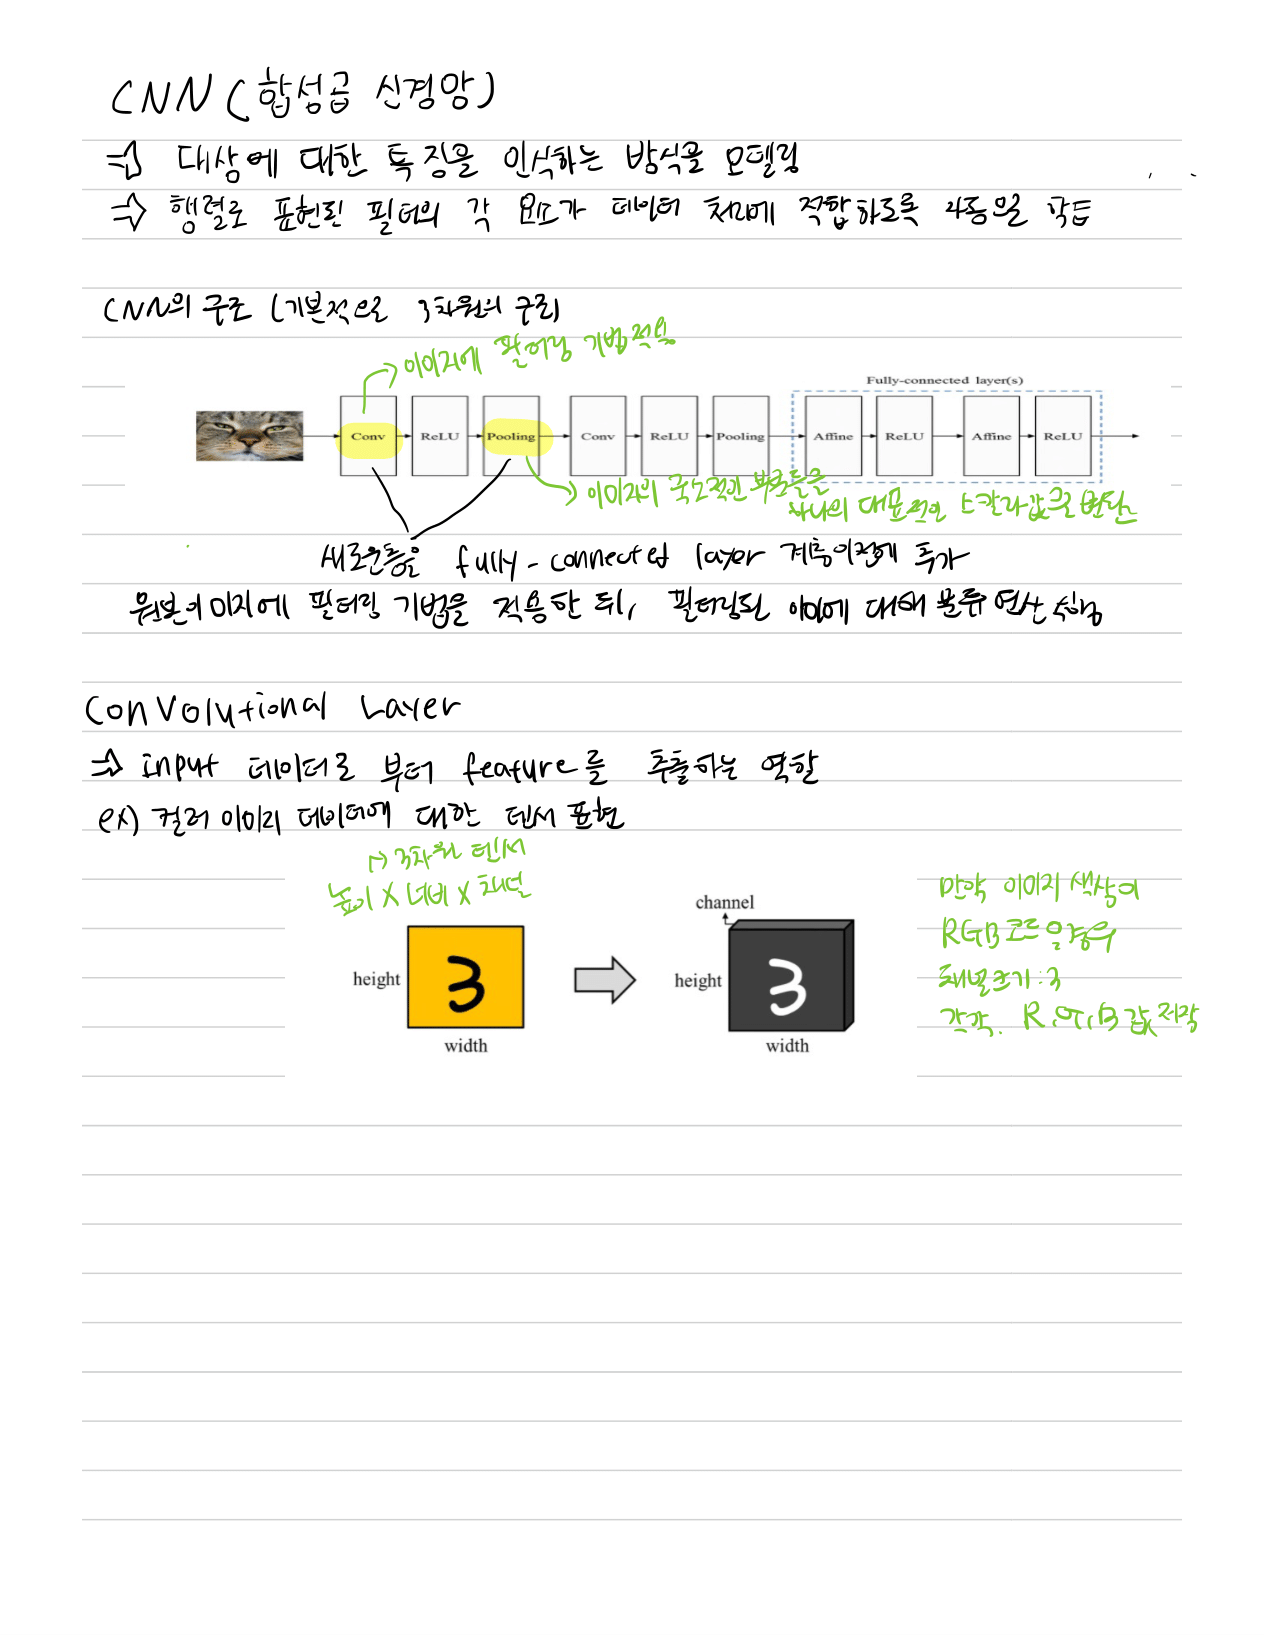 CNN (합성곱 신경망)
⇒ 대상에 대한 특징을 인식하는 방식을 모델링
⇒ 행렬로 표현된 필터의 각 요소가 데이터 처리에 적합하도록 자동으로 학습
CNN의 구조 (기본적으로 3차원의 구조)
→ 이미지에 필터링 기법적용
Fully-connected layer(s)
Conv ReLU Pooling Conv ReLU Pooling Affine ReLU Affine ReLU
→ 이미지의 국소적인 부분들을
하나의 대표적인 스칼라값으로 변환
새로운층을 fully-connected layer 계층이전에 추가
원본이미지에 필터링 기법을 적용한 뒤, 필터링된 이미에 대해 분류 연산 수행
Convolutional Layer
⇒ input 데이터로 부터 feature를 추출하는 역할
ex) 컬러 이미지 데이터에 대한 텐서 표현
→ 3차원 텐서
높이 X 너비 X 채널
만약 이미지 색상이
RGB 코드일경우
채널크기 : 3
각각 R, G, B 값 저장
channel
height
height
width
width